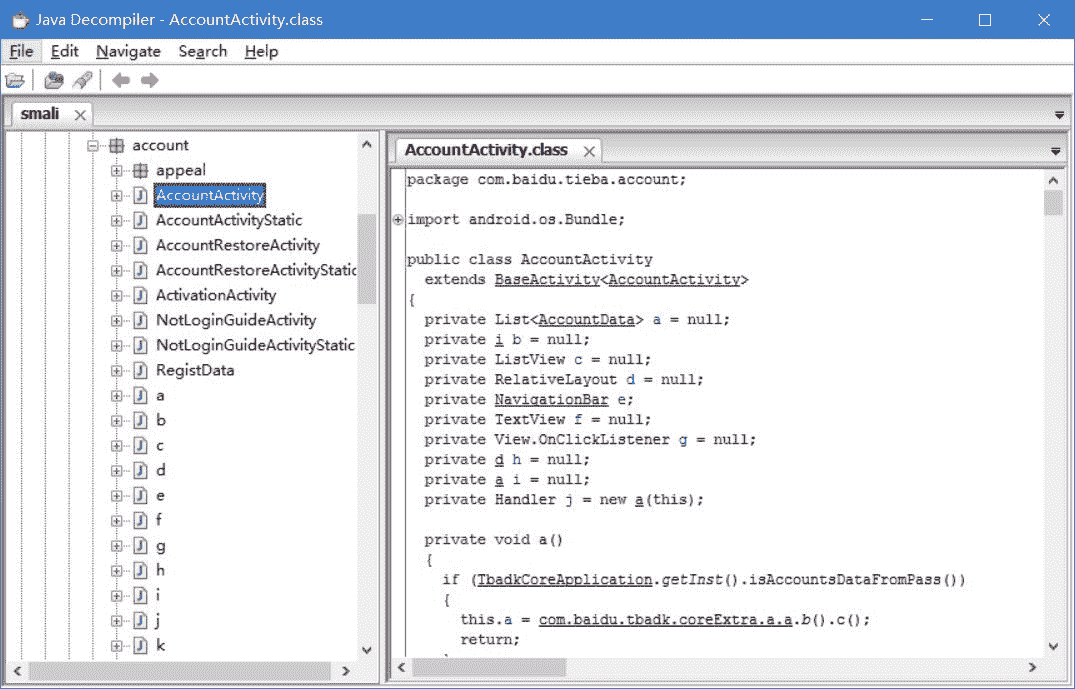 Java Decompiler - AccountActivity.class
File Edit Navigate Search Help
smali
account
appeal
AccountActivity
AccountActivityStatic
AccountRestoreActivity
AccountRestoreActivityStatic
ActivationActivity
NotLoginGuideActivity
NotLoginGuideActivityStatic
RegistData
a
b
c
d
e
f
g
h
i
j
k
AccountActivity.class
package com.baidu.tieba.account;
import android.os.Bundle;
public class AccountActivity
extends BaseActivity<AccountActivity>
{
private List<AccountData> a = null;
private i b = null;
private ListView c = null;
private RelativeLayout d = null;
private NavigationBar e;
private TextView f = null;
private View.OnClickListener g = null;
private d h = null;
private a i = null;
private Handler j = new a(this);
private void a()
{
if (TbadkCoreApplication.getInst().isAccountsDataFromPass())
{
this.a = com.baidu.tbadk.coreExtra.a.a.b().c();
return;